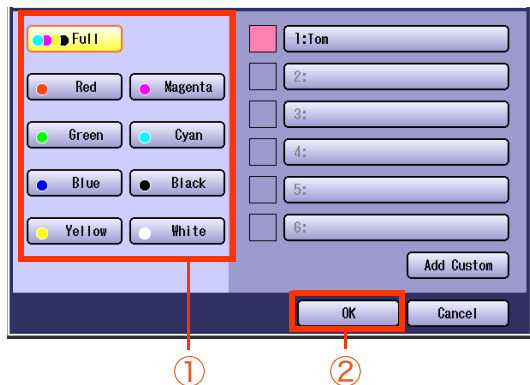 Full
Red Magenta
Green Cyan
Blue Black
Yellow White
1:Tom
2:
3:
4:
5:
6:
Add Custom
OK Cancel
① ②